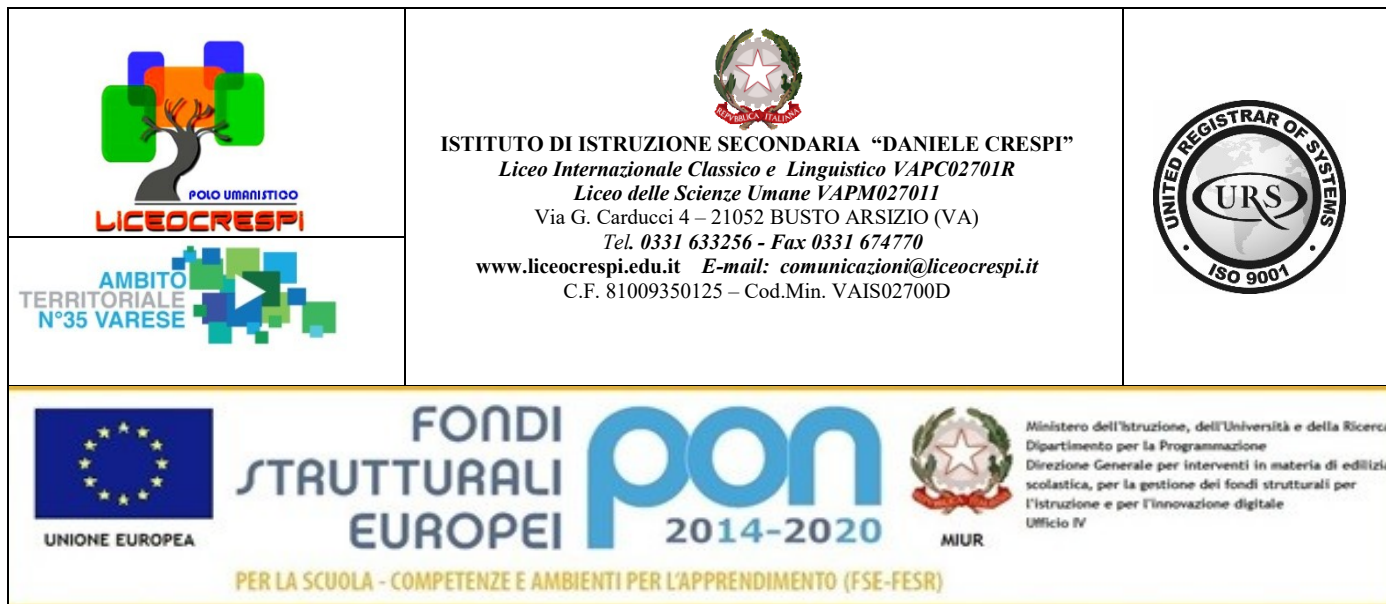 POLO UMANISTICO
LICEOCRESPI
AMBITO
TERRITORIALE
N°35 VARESE
REPVBBLICA ITALIANA
ISTITUTO DI ISTRUZIONE SECONDARIA “DANIELE CRESPI”
Liceo Internazionale Classico e Linguistico VAPC02701R
Liceo delle Scienze Umane VAPM027011
Via G. Carducci 4 – 21052 BUSTO ARSIZIO (VA)
Tel. 0331 633256 - Fax 0331 674770
www.liceocrespi.edu.it E-mail: comunicazioni@liceocrespi.it
C.F. 81009350125 – Cod.Min. VAIS02700D
UNITED REGISTRAR OF SYSTEMS
URS
ISO 9001
UNIONE EUROPEA
FONDI
STRUTTURALI
EUROPEI
pon
2014-2020
MIUR
Ministero dell'Istruzione, dell'Università e della Ricerca
Dipartimento per la Programmazione
Direzione Generale per interventi in materia di edilizia
scolastica, per la gestione dei fondi strutturali per
l'istruzione e per l'innovazione digitale
Ufficio IV
PER LA SCUOLA - COMPETENZE E AMBIENTI PER L'APPRENDIMENTO (FSE-FESR)